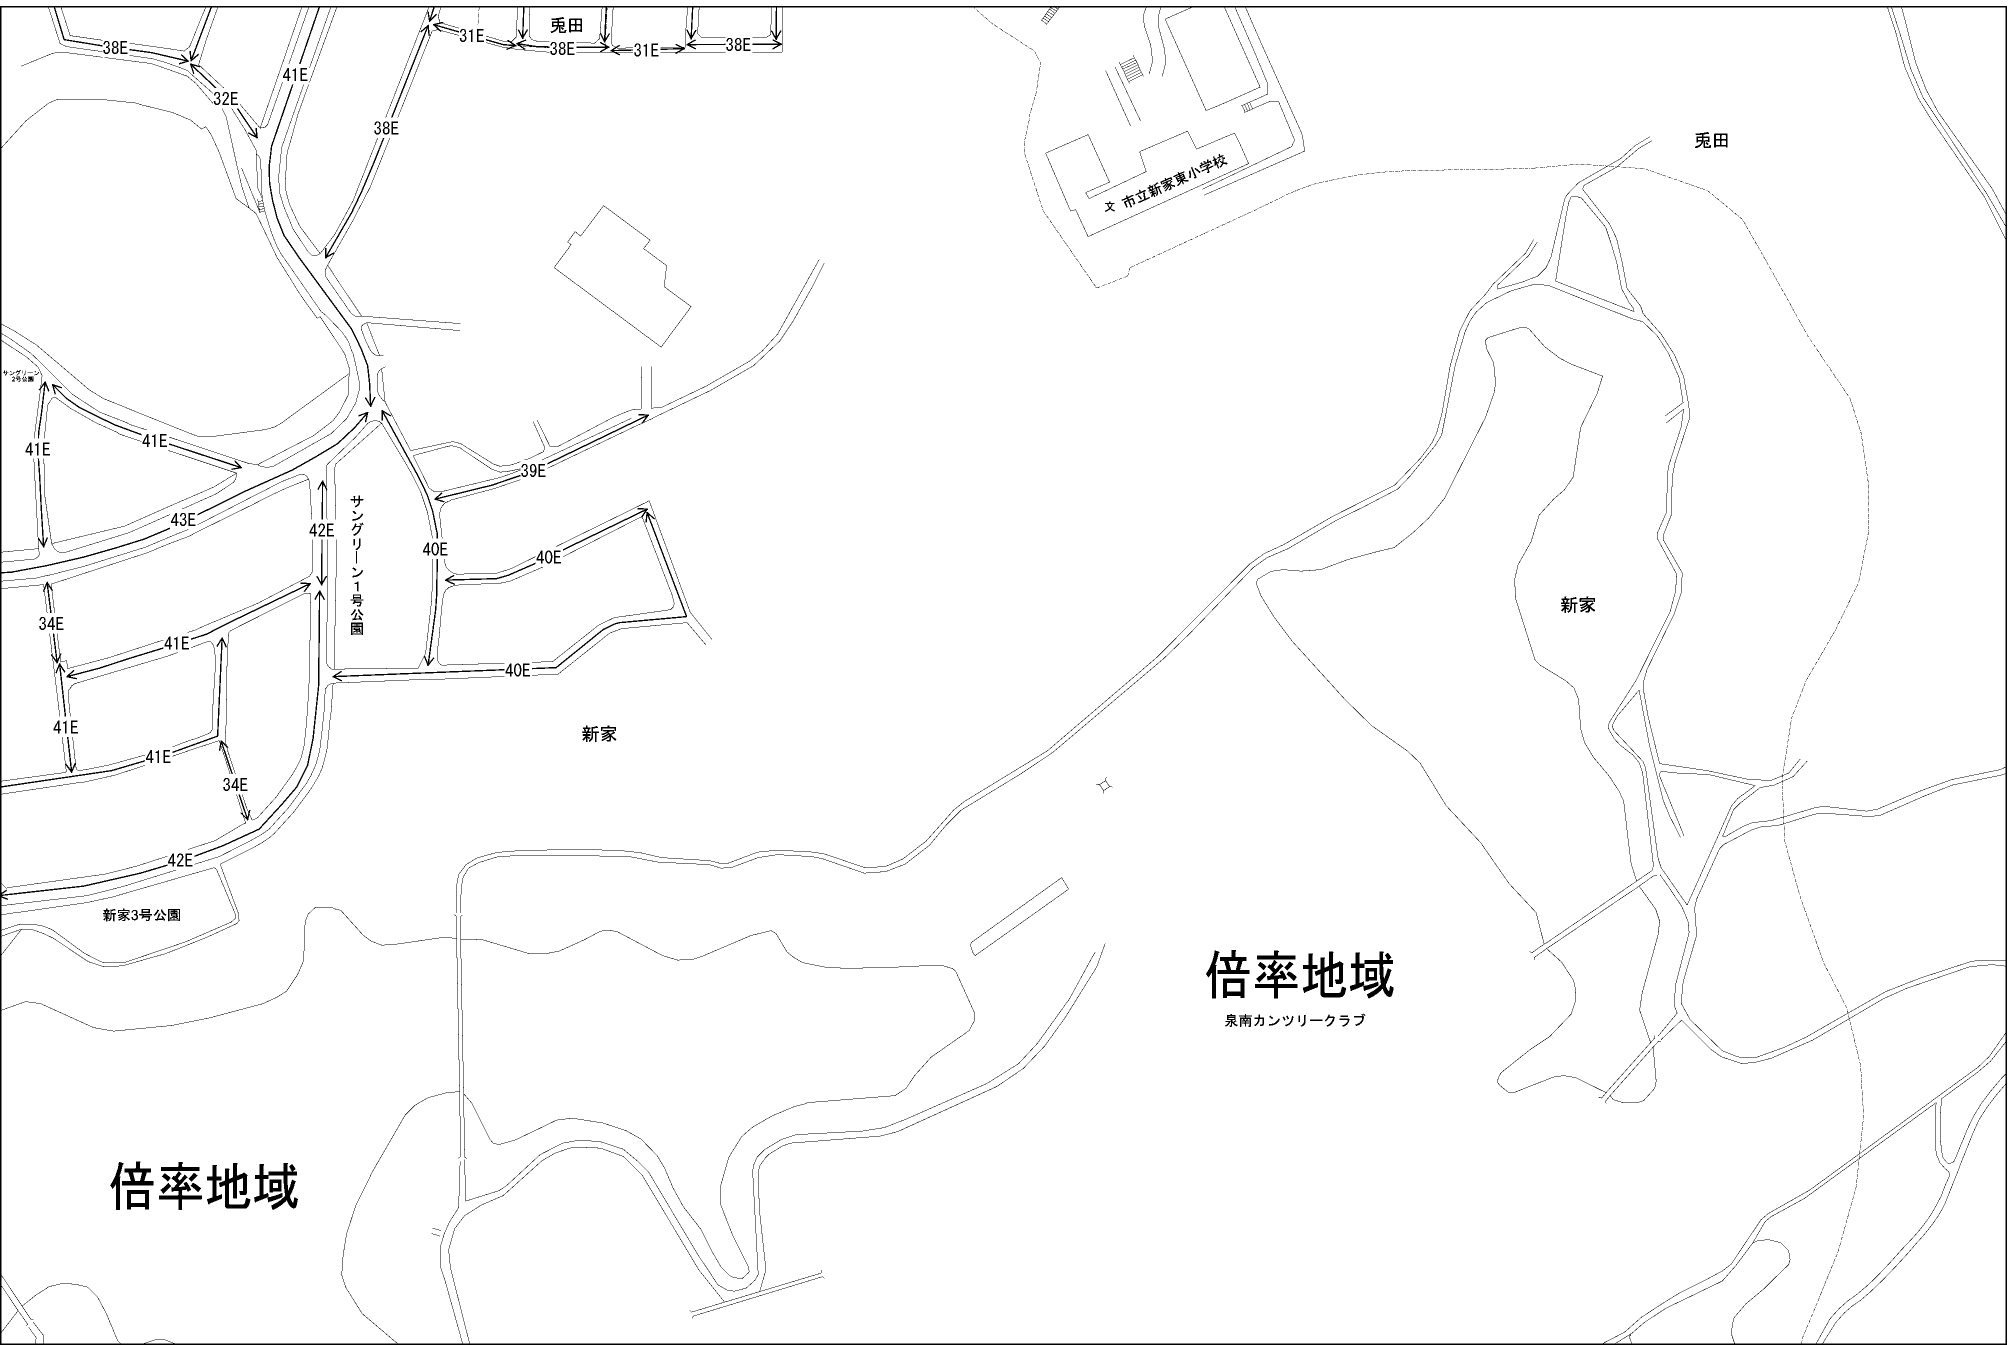 兎田
31E
38E
31E
38E
38E
41E
32E
38E
兎田
市立新家東小学校
文
サングリーン
2号公園
41E
41E
39E
43E
42E
サングリーン1号公園
40E
40E
34E
41E
新家
40E
41E
41E
34E
新家
42E
新家3号公園
倍率地域
泉南カンツリークラブ
倍率地域